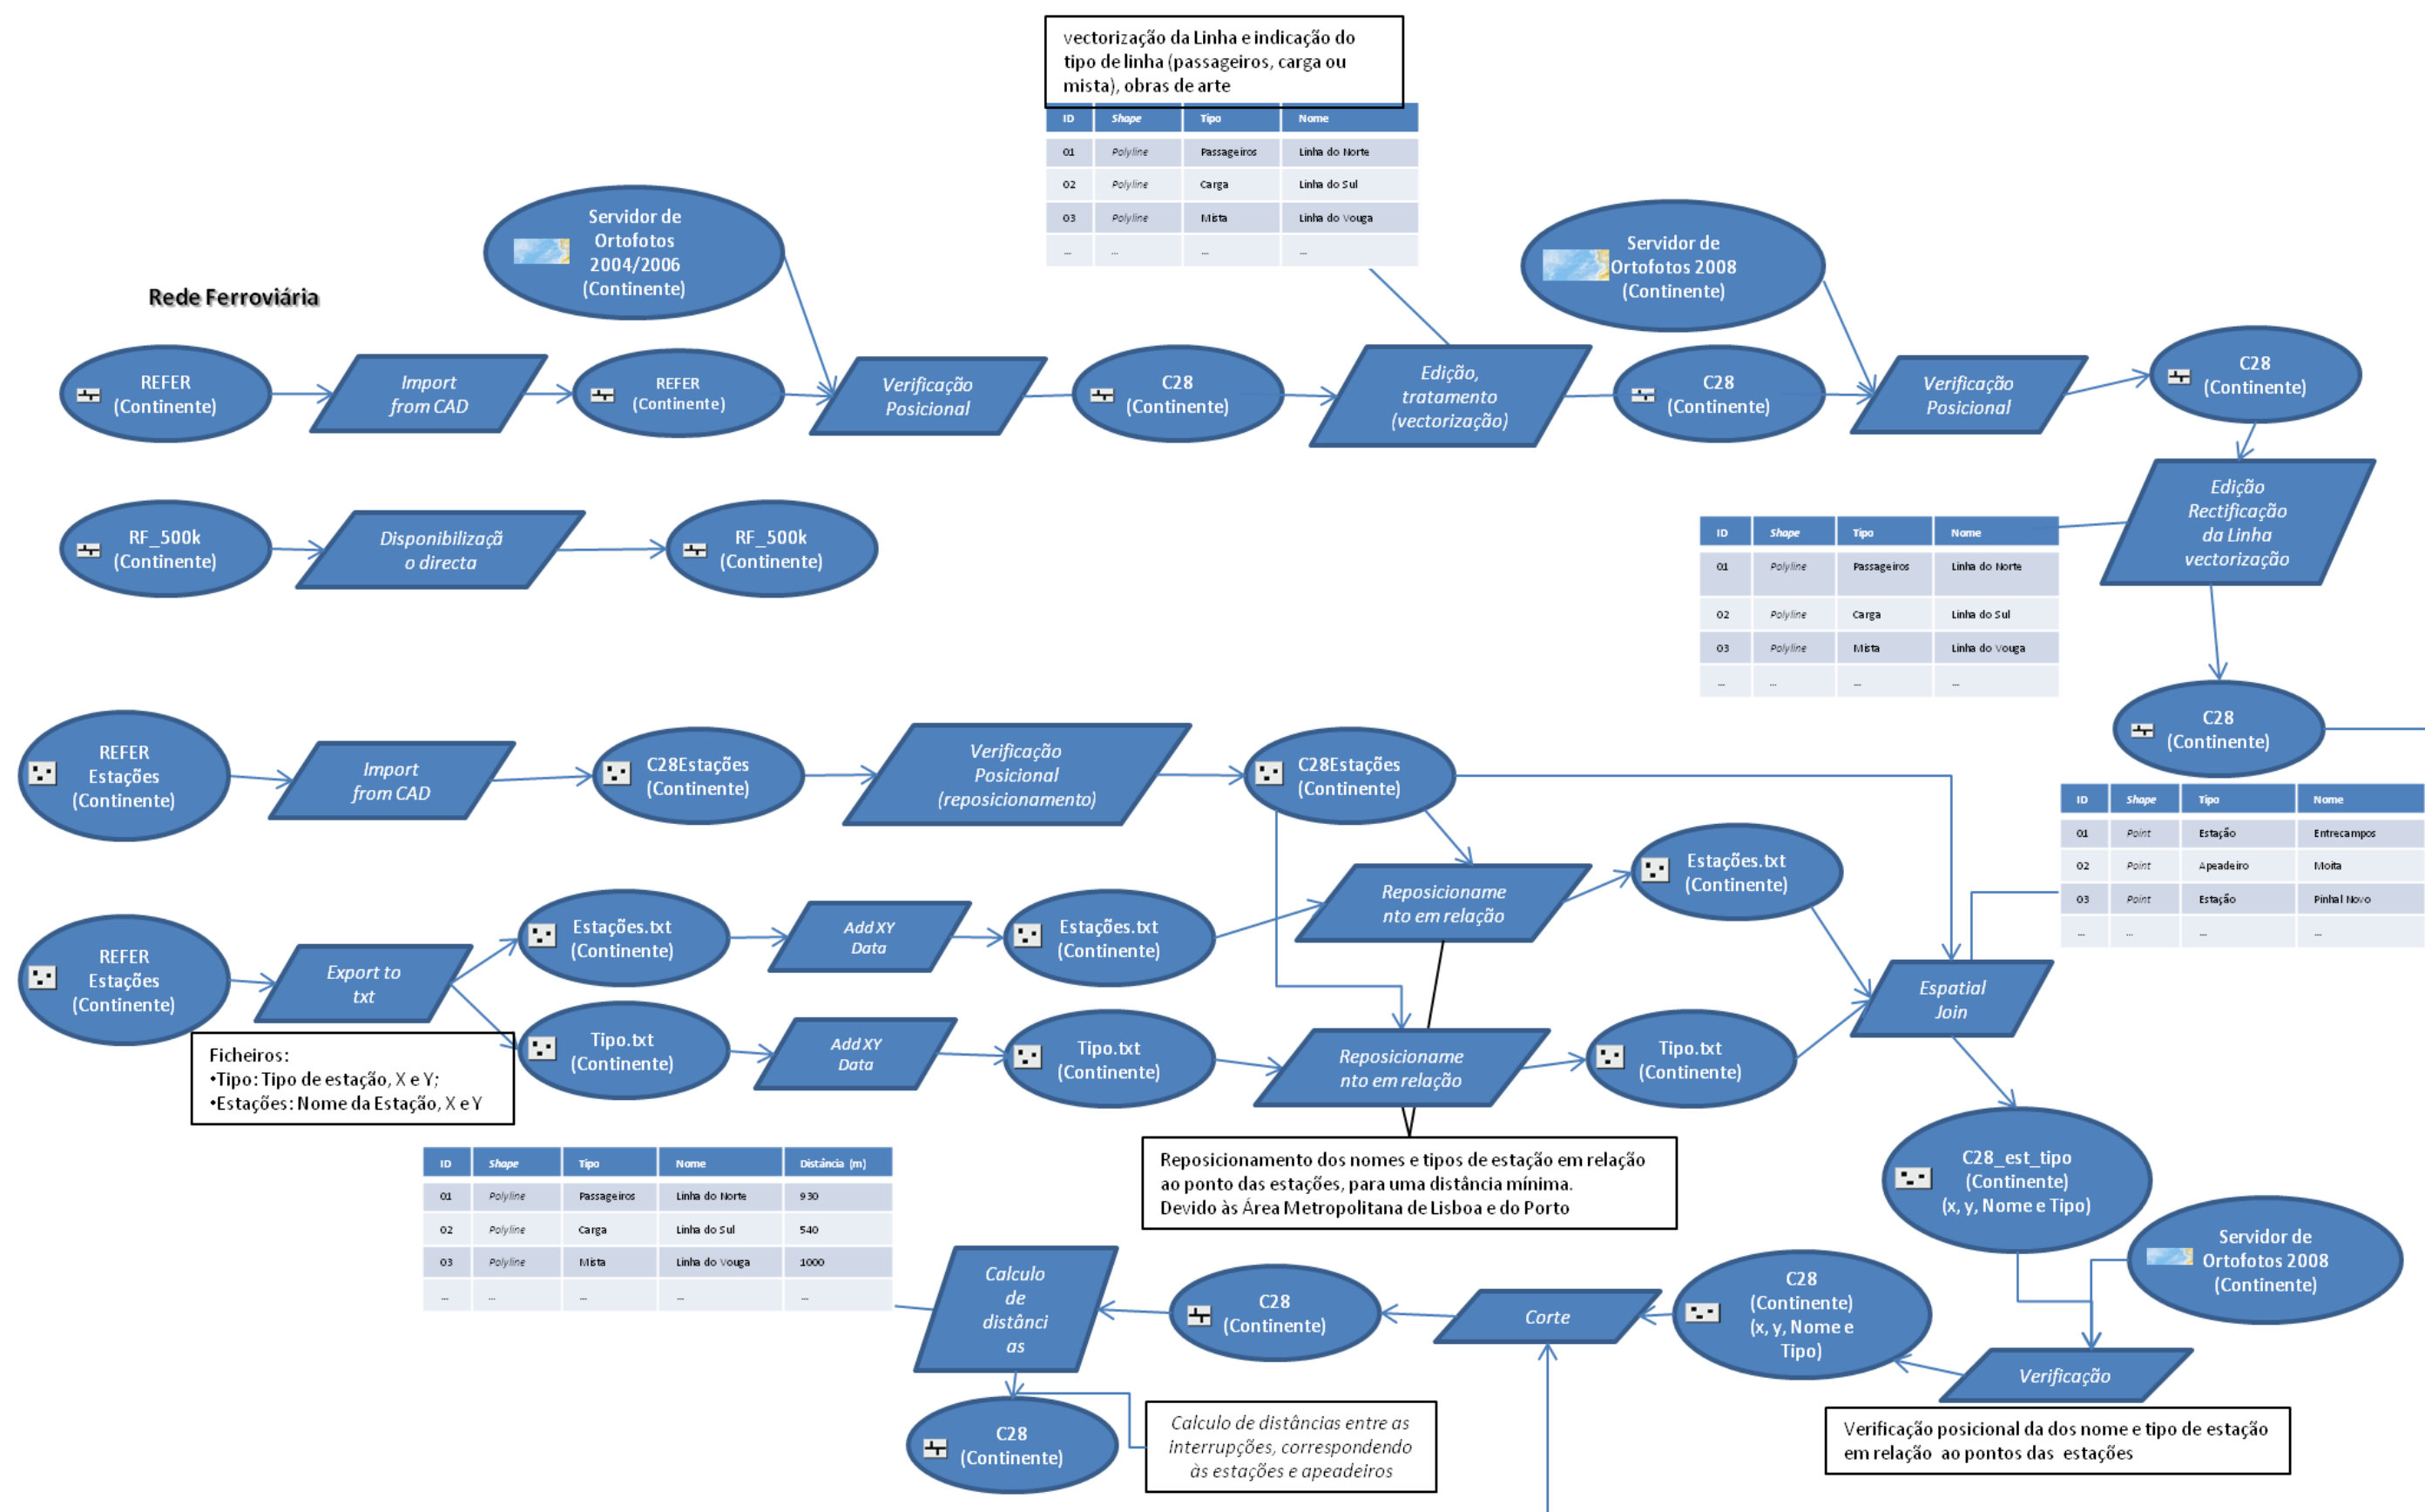 vectorização da Linha e indicação do
tipo de linha (passageiros, carga ou
mista), obras de arte
ID Shape Tipo Nome
01 Polyline Passageiros Linha do Norte
02 Polyline Carga Linha do Sul
03 Polyline Mista Linha do Vouga
... ... ... ...
Servidor de
Ortofotos
2004/2006
(Continente)
Servidor de
Ortofotos 2008
(Continente)
Rede Ferroviária
REFER
(Continente)
Import
from CAD
REFER
(Continente)
Verificação
Posicional
C28
(Continente)
Edição,
tratamento
(vectorização)
C28
(Continente)
Verificação
Posicional
C28
(Continente)
RF_500k
(Continente)
Disponibilizaçã
o directa
RF_500k
(Continente)
Edição
Rectificação
da Linha
vectorização
ID Shape Tipo Nome
01 Polyline Passageiros Linha do Norte
02 Polyline Carga Linha do Sul
03 Polyline Mista Linha do Vouga
... ... ... ...
C28
(Continente)
REFER
Estações
(Continente)
Import
from CAD
C28Estações
(Continente)
Verificação
Posicional
(reposicionamento)
C28Estações
(Continente)
ID Shape Tipo Nome
01 Point Estação Entrecampos
02 Point Apeadeiro Moita
03 Point Estação Pinhal Novo
... ... ... ...
REFER
Estações
(Continente)
Export to
txt
Estações.txt
(Continente)
Add XY
Data
Estações.txt
(Continente)
Reposicioname
nto em relação
Estações.txt
(Continente)
Tipo.txt
(Continente)
Add XY
Data
Tipo.txt
(Continente)
Reposicioname
nto em relação
Tipo.txt
(Continente)
Espatial
Join
Ficheiros:
•Tipo: Tipo de estação, X e Y;
•Estações: Nome da Estação, X e Y
Reposicionamento dos nomes e tipos de estação em relação
ao ponto das estações, para uma distância mínima.
Devido às Área Metropolitana de Lisboa e do Porto
C28_est_tipo
(Continente)
(x, y, Nome e Tipo)
Servidor de
Ortofotos 2008
(Continente)
ID Shape Tipo Nome Distância (m)
01 Polyline Passageiros Linha do Norte 930
02 Polyline Carga Linha do Sul 540
03 Polyline Mista Linha do Vouga 1000
... ... ... ... ...
Calculo
de
distânci
as
C28
(Continente)
Corte
C28
(Continente)
(x, y, Nome e
Tipo)
Verificação
C28
(Continente)
Calculo de distâncias entre as
interrupções, correspondendo
às estações e apeadeiros
Verificação posicional da dos nome e tipo de estação
em relação ao pontos das estações